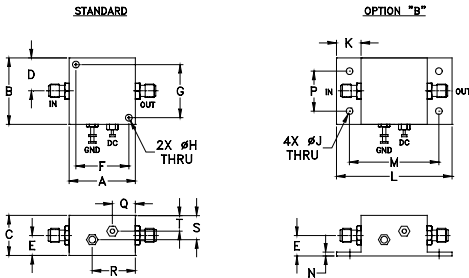 STANDARD
OPTION "B"
K
D
B
G
P
IN
OUT
IN
OUT
GND
DC
2X øH
THRU
GND
DC
4X øJ
THRU
F
A
M
L
Q
C
E
T
S
R
E
N